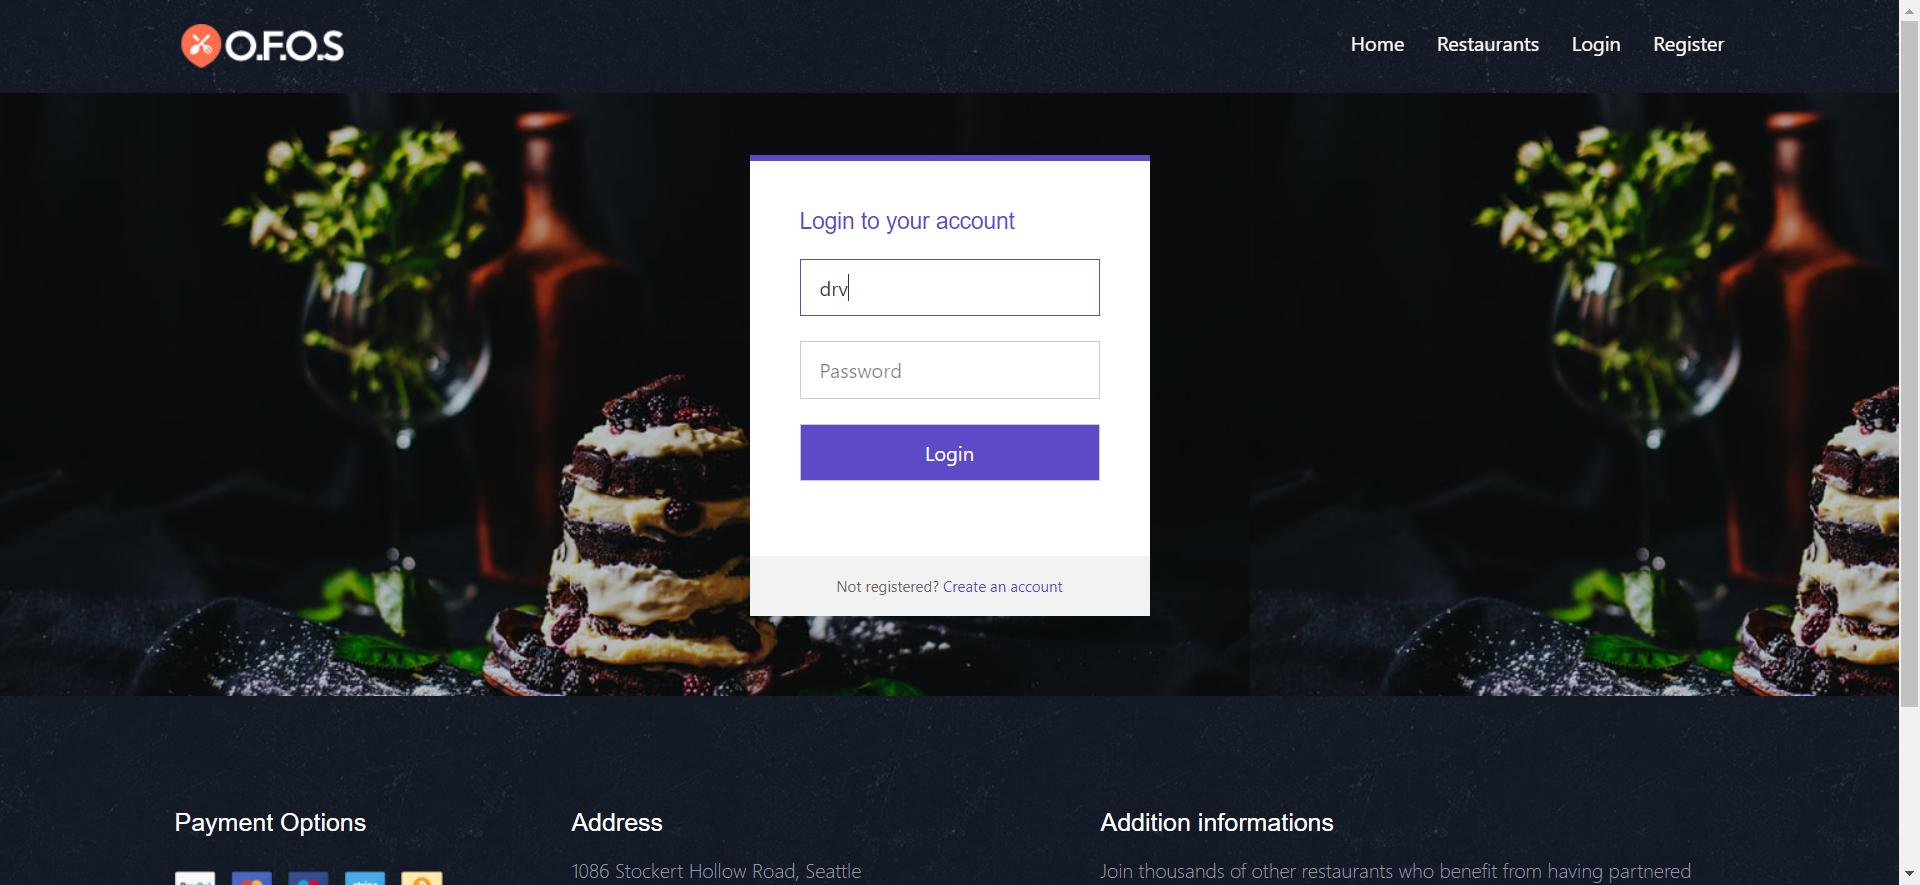 O.F.O.S
Home Restaurants Login Register
Login to your account
drv
Password
Login
Not registered? Create an account
Payment Options
Address
Addition informations
1086 Stockert Hollow Road, Seattle
Join thousands of other restaurants who benefit from having partnered